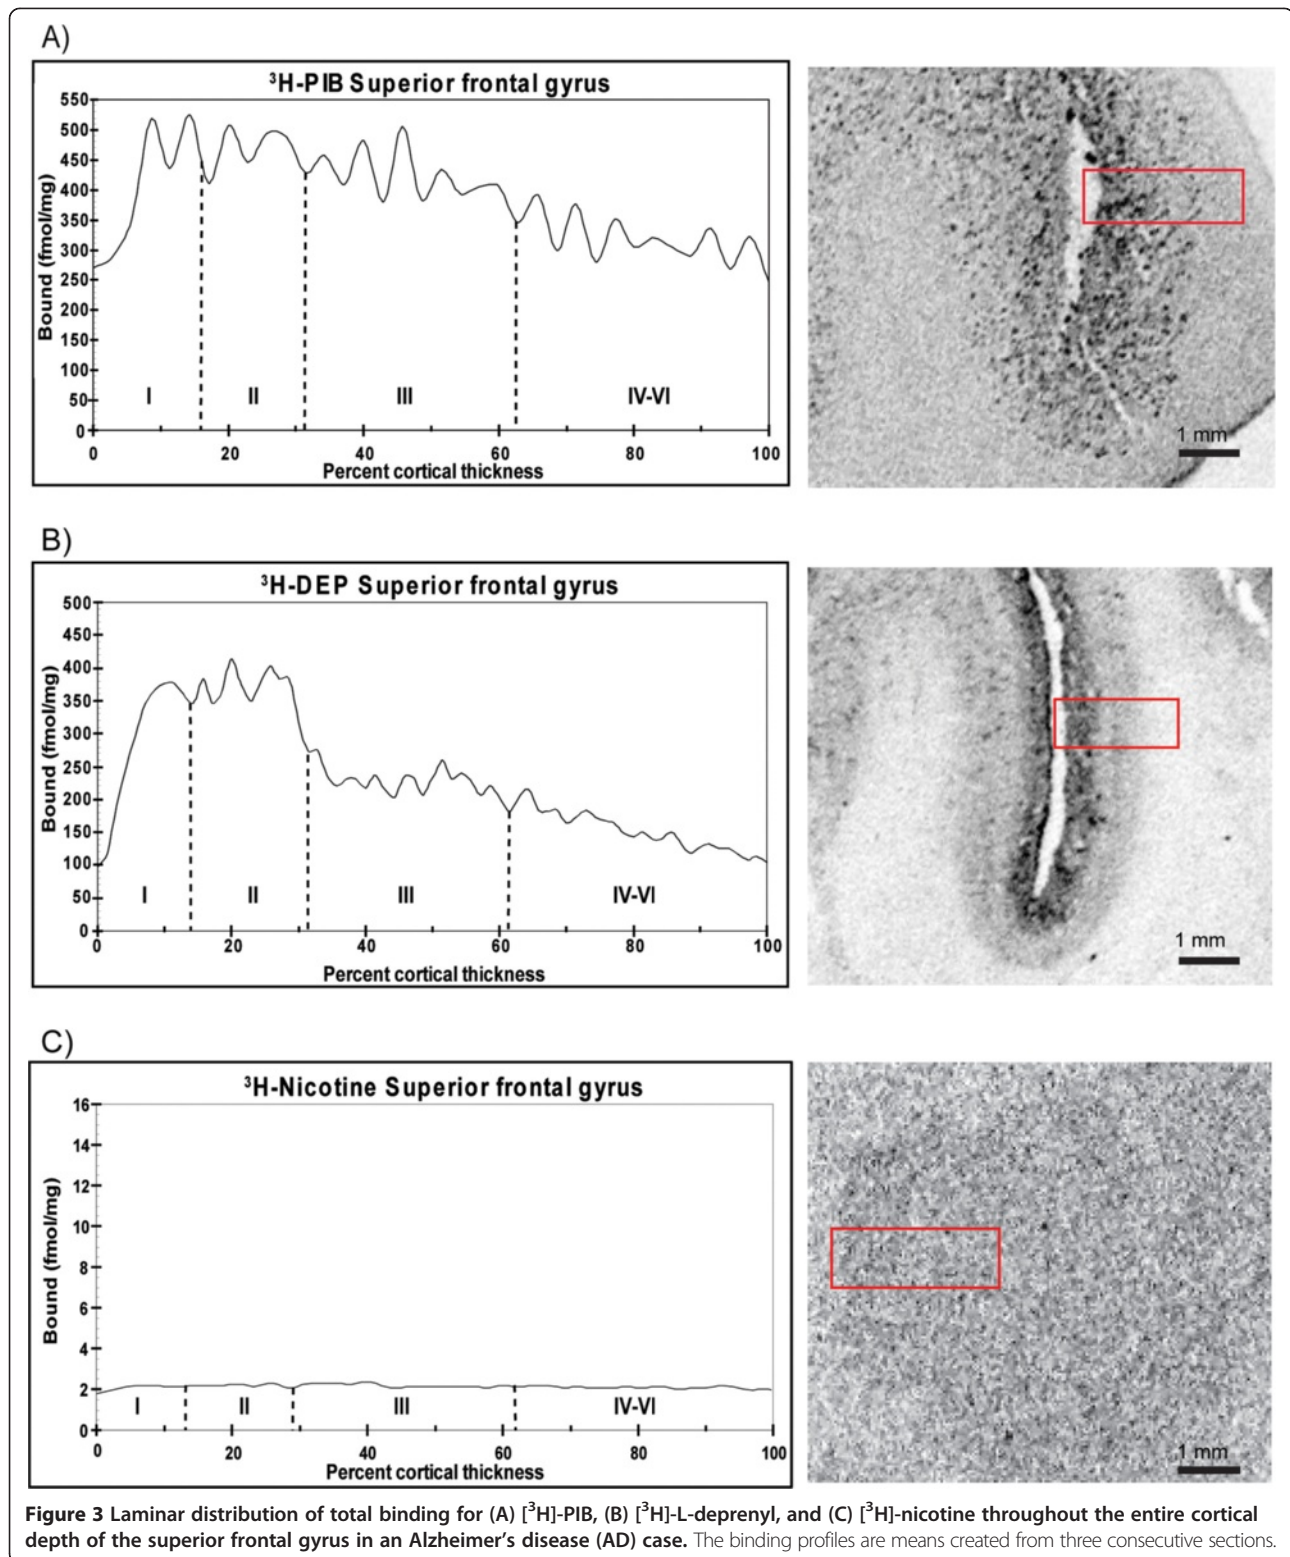 A)
³H-PIB Superior frontal gyrus
550
500
450
400
350
300
250
200
150
100
50
0
Bound (fmol/mg)
I II III IV-VI
0 20 40 60 80 100
Percent cortical thickness
1 mm
B)
³H-DEP Superior frontal gyrus
500
450
400
350
300
250
200
150
100
50
0
Bound (fmol/mg)
I II III IV-VI
0 20 40 60 80 100
Percent cortical thickness
1 mm
C)
³H-Nicotine Superior frontal gyrus
16
14
12
10
8
6
4
2
0
Bound (fmol/mg)
I II III IV-VI
0 20 40 60 80 100
Percent cortical thickness
1 mm
Figure 3 Laminar distribution of total binding for (A) [³H]-PIB, (B) [³H]-L-deprenyl, and (C) [³H]-nicotine throughout the entire cortical
depth of the superior frontal gyrus in an Alzheimer's disease (AD) case. The binding profiles are means created from three consecutive sections.